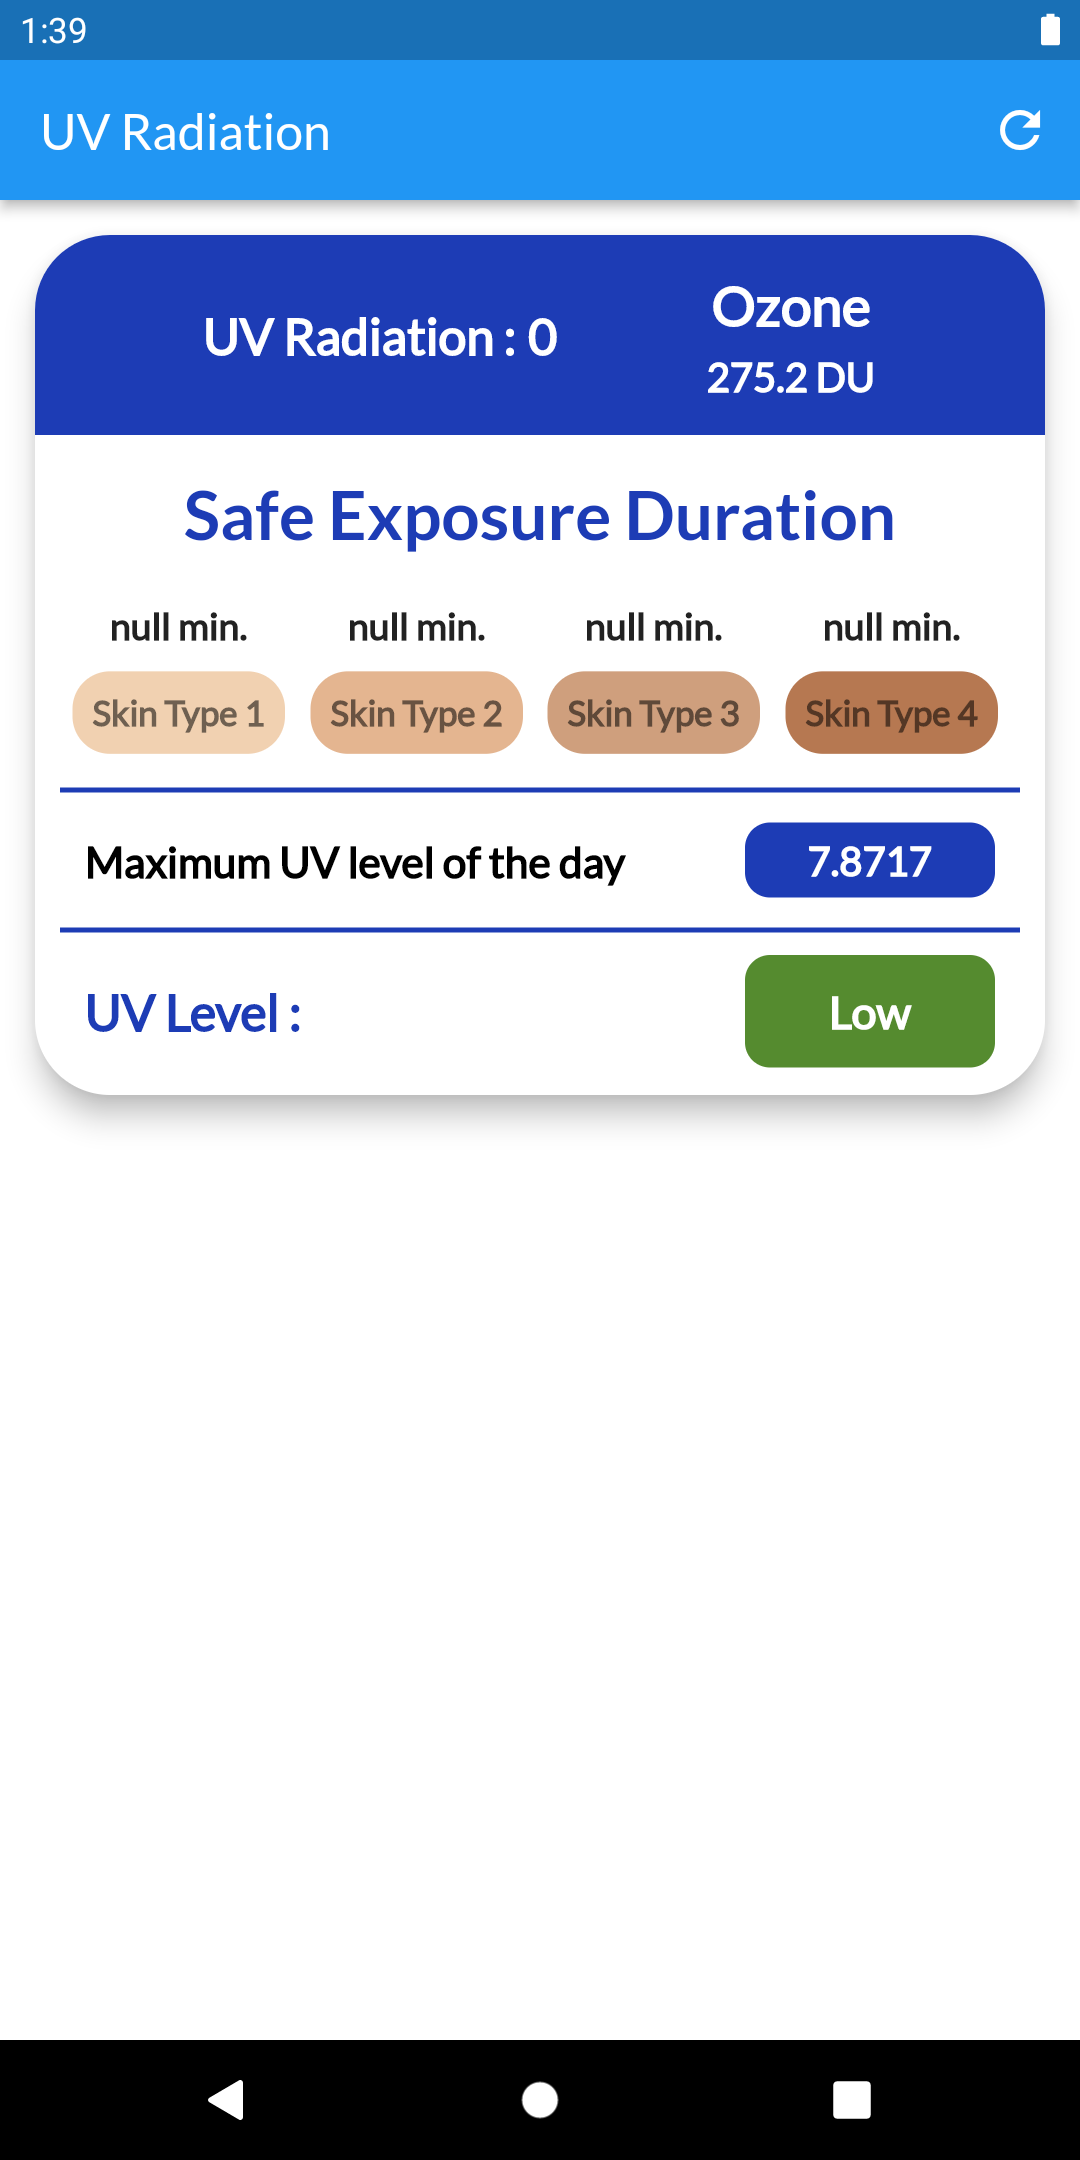 1:39
UV Radiation
UV Radiation : 0
Ozone
275.2 DU
Safe Exposure Duration
null min. null min. null min. null min.
Skin Type 1 Skin Type 2 Skin Type 3 Skin Type 4
Maximum UV level of the day 7.8717
UV Level : Low